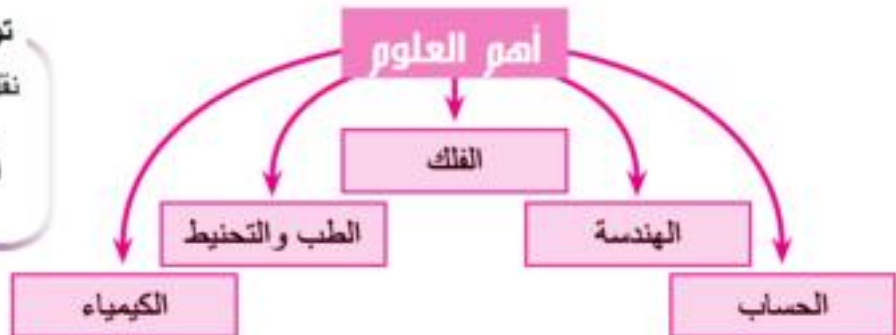 أهم العلوم
الفلك
الهندسة
الطب والتحنيط
الحساب
الكيمياء